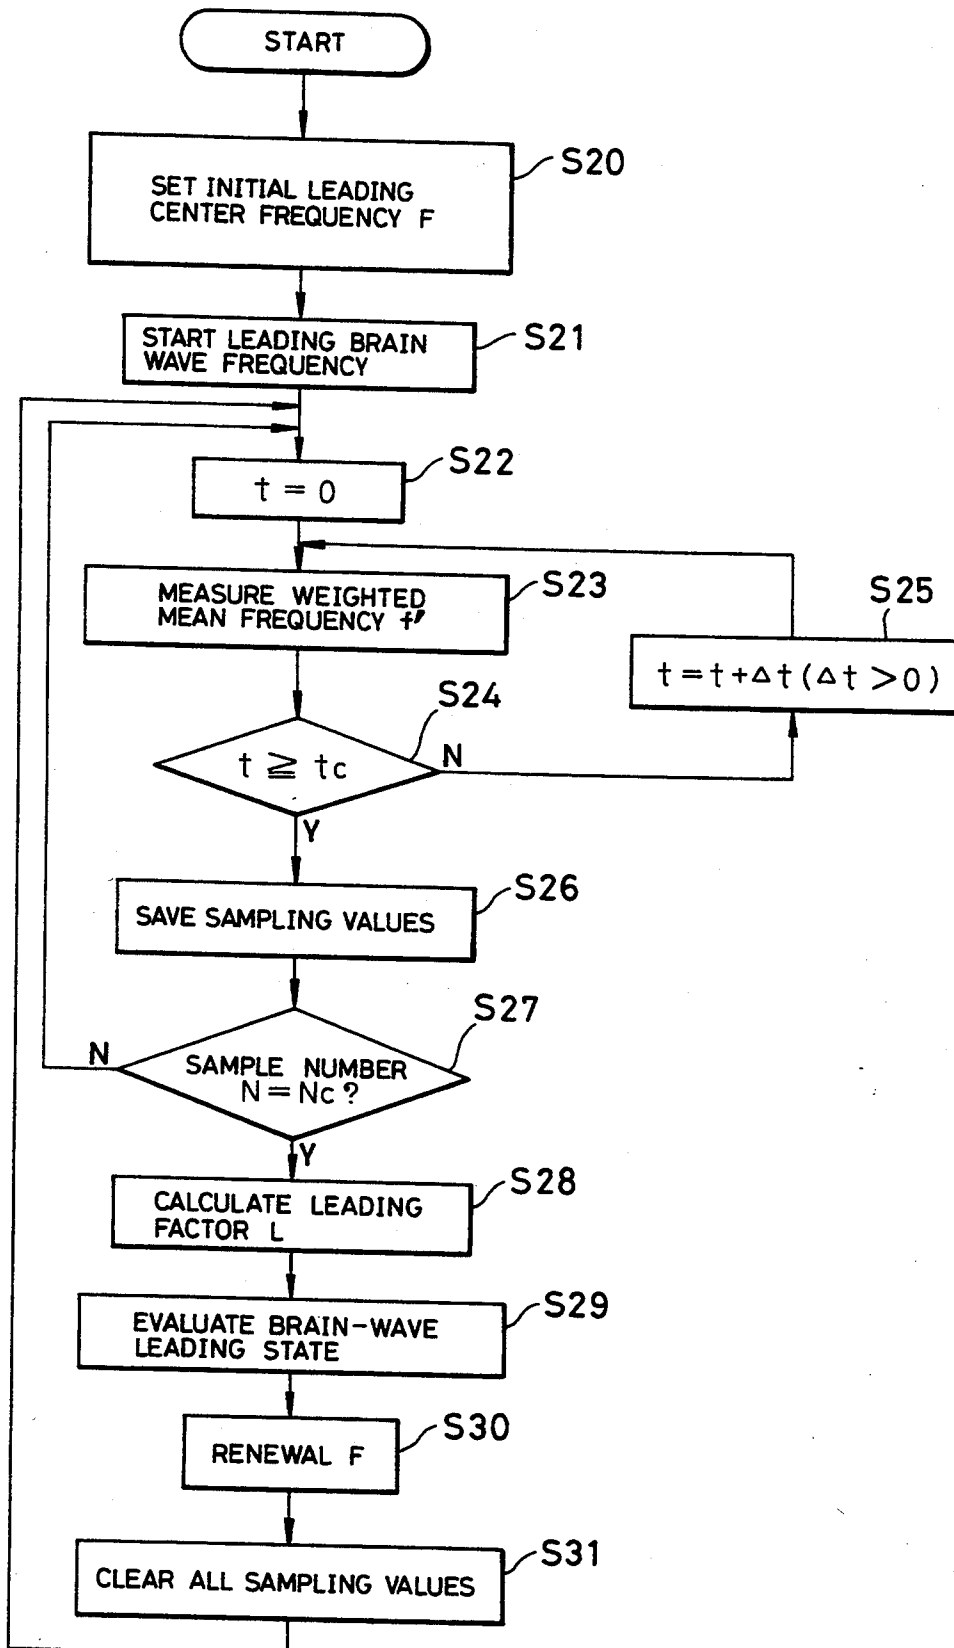 START
S20
SET INITIAL LEADING
CENTER FREQUENCY F
S21
START LEADING BRAIN
WAVE FREQUENCY
S22
t = 0
S23
MEASURE WEIGHTED
MEAN FREQUENCY f'
S25
t = t + Δt (Δt > 0)
S24
t ≧ tc
N
Y
S26
SAVE SAMPLING VALUES
S27
N
SAMPLE NUMBER
N = Nc ?
Y
S28
CALCULATE LEADING
FACTOR L
S29
EVALUATE BRAIN-WAVE
LEADING STATE
S30
RENEWAL F
S31
CLEAR ALL SAMPLING VALUES